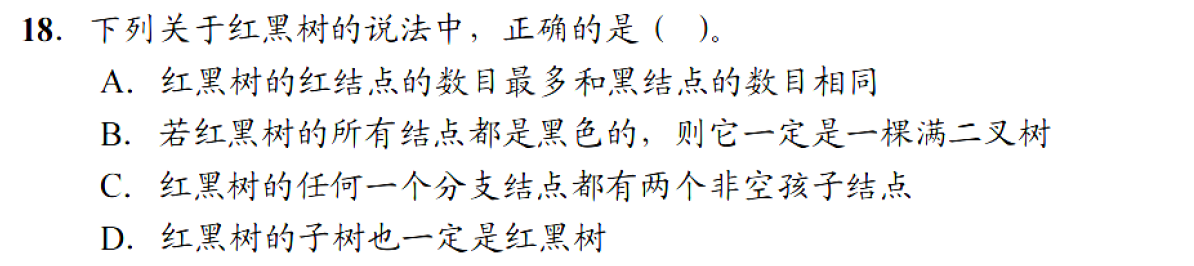 18. 下列关于红黑树的说法中，正确的是（ ）。
A. 红黑树的红结点的数目最多和黑结点的数目相同
B. 若红黑树的所有结点都是黑色的，则它一定是一棵满二叉树
C. 红黑树的任何一个分支结点都有两个非空孩子结点
D. 红黑树的子树也一定是红黑树